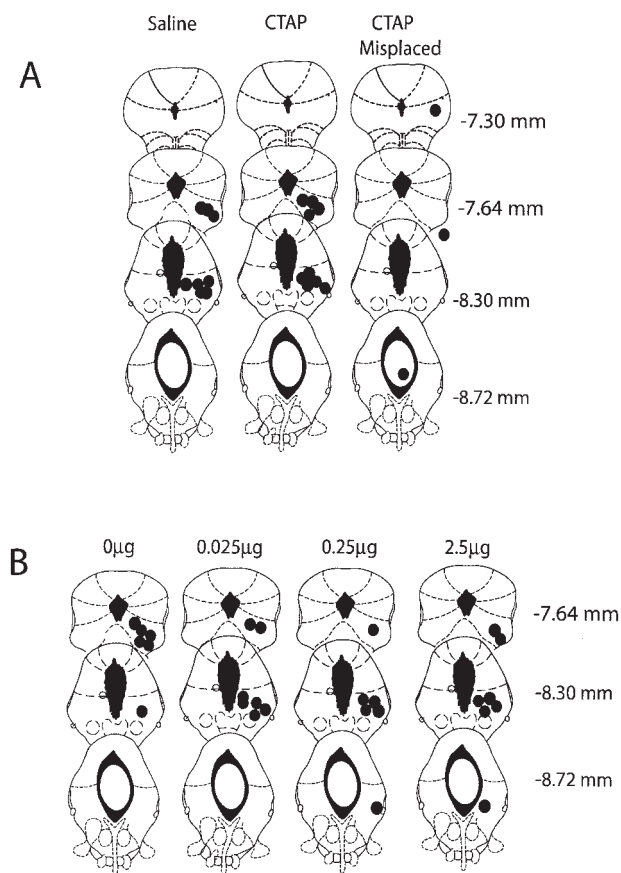 Saline CTAP CTAP
Misplaced
A
-7.30 mm
-7.64 mm
-8.30 mm
-8.72 mm
B
0µg 0.025µg 0.25µg 2.5µg
-7.64 mm
-8.30 mm
-8.72 mm